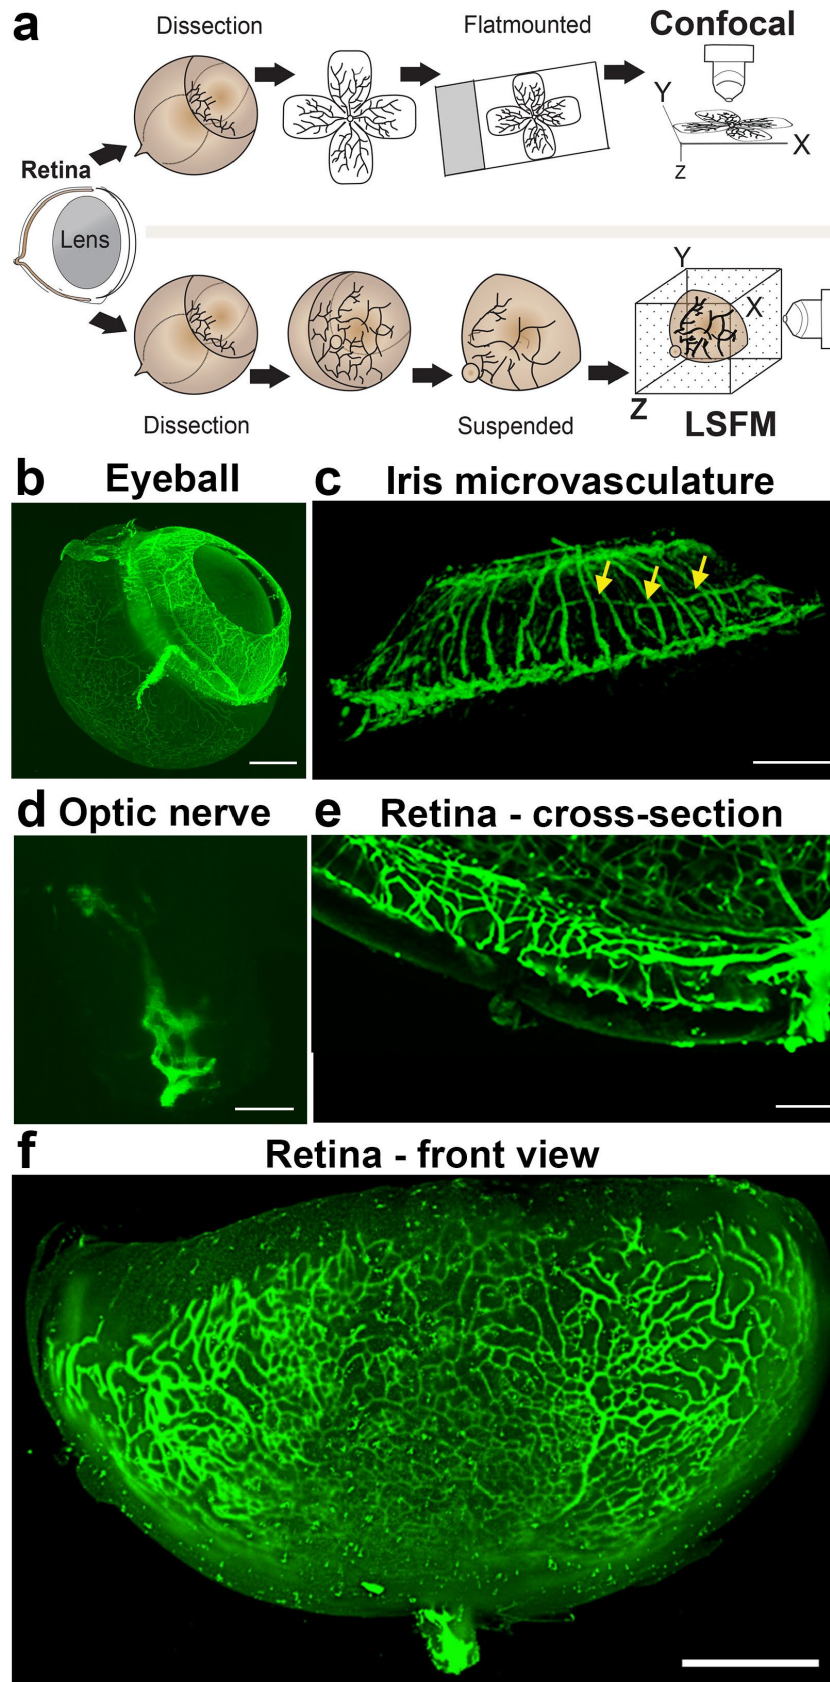 a
Dissection
Flatmounted
Confocal
Y
X
Z
Retina
Lens
Y
X
Z
Dissection
Suspended
LSFM
b Eyeball
c Iris microvasculature
d Optic nerve
e Retina - cross-section
f Retina - front view